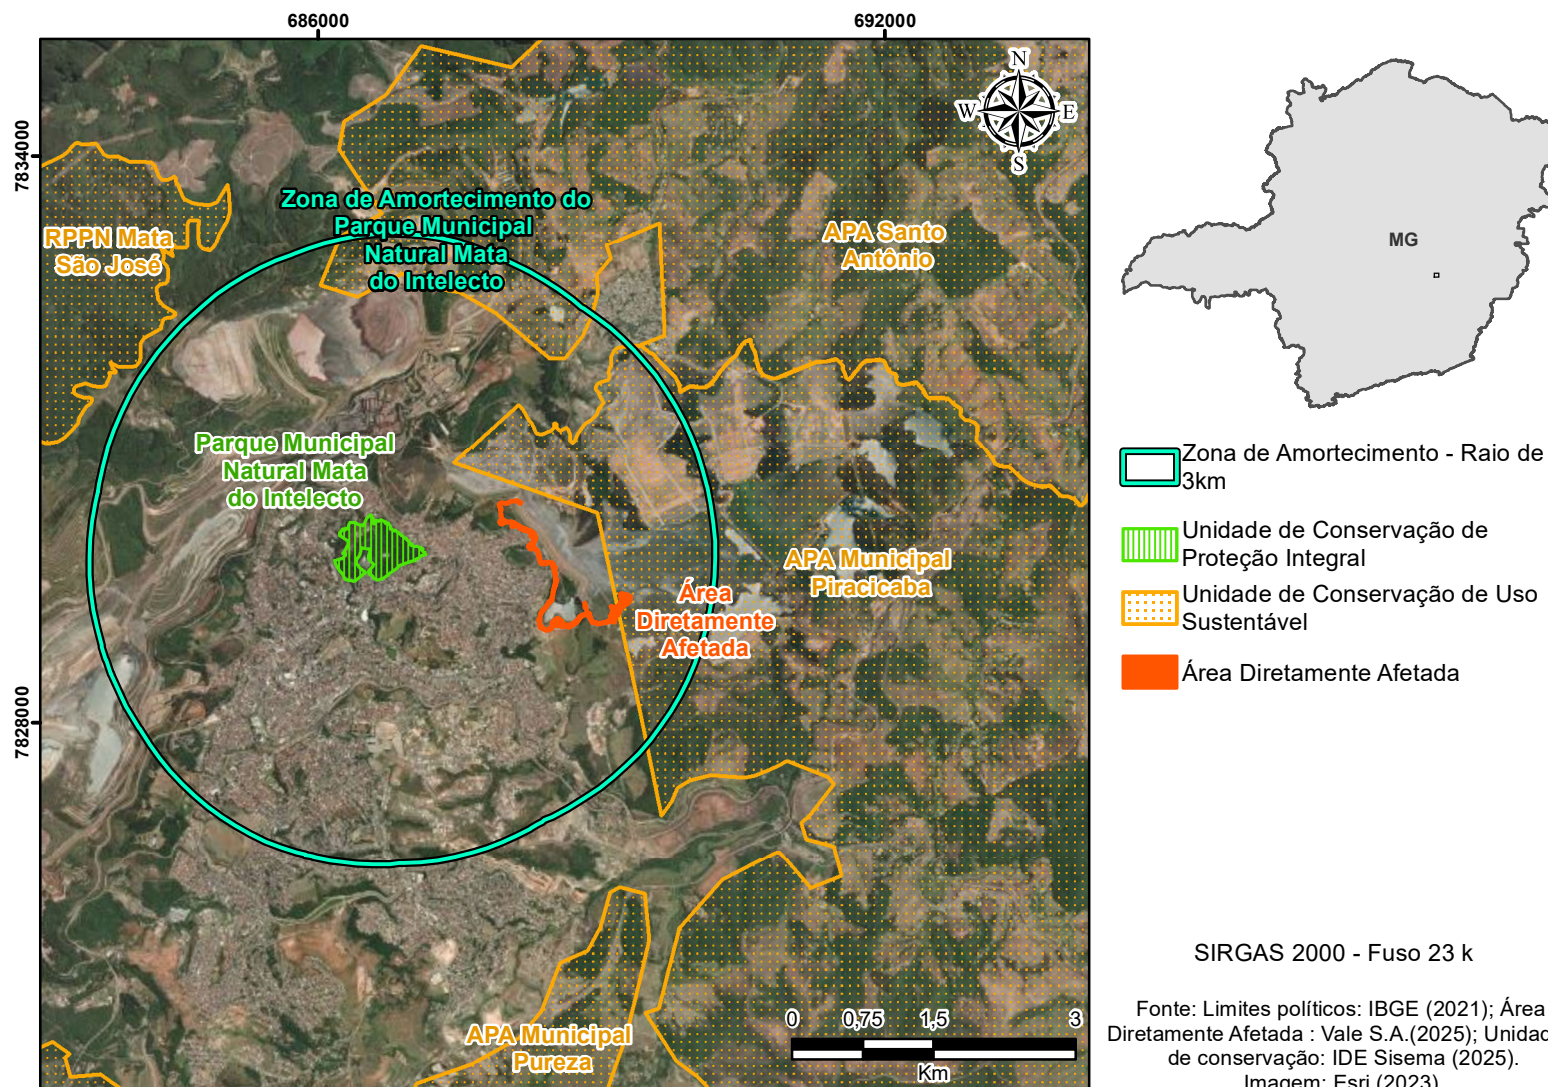 686000
692000
7834000
7828000
N
W
E
S
Zona de Amortecimento do
Parque Municipal
Natural Mata
do Intelecto
RPPN Mata
São José
APA Santo
Antônio
Parque Municipal
Natural Mata
do Intelecto
APA Municipal
Piracicaba
Área
Diretamente
Afetada
APA Municipal
Pureza
0 0,75 1,5 3
Km
MG
Zona de Amortecimento - Raio de
3km
Unidade de Conservação de
Proteção Integral
Unidade de Conservação de Uso
Sustentável
Área Diretamente Afetada
SIRGAS 2000 - Fuso 23 k
Fonte: Limites políticos: IBGE (2021); Área
Diretamente Afetada : Vale S.A.(2025); Unidad
de conservação: IDE Sisema (2025).
Imagem: Esri (2023)